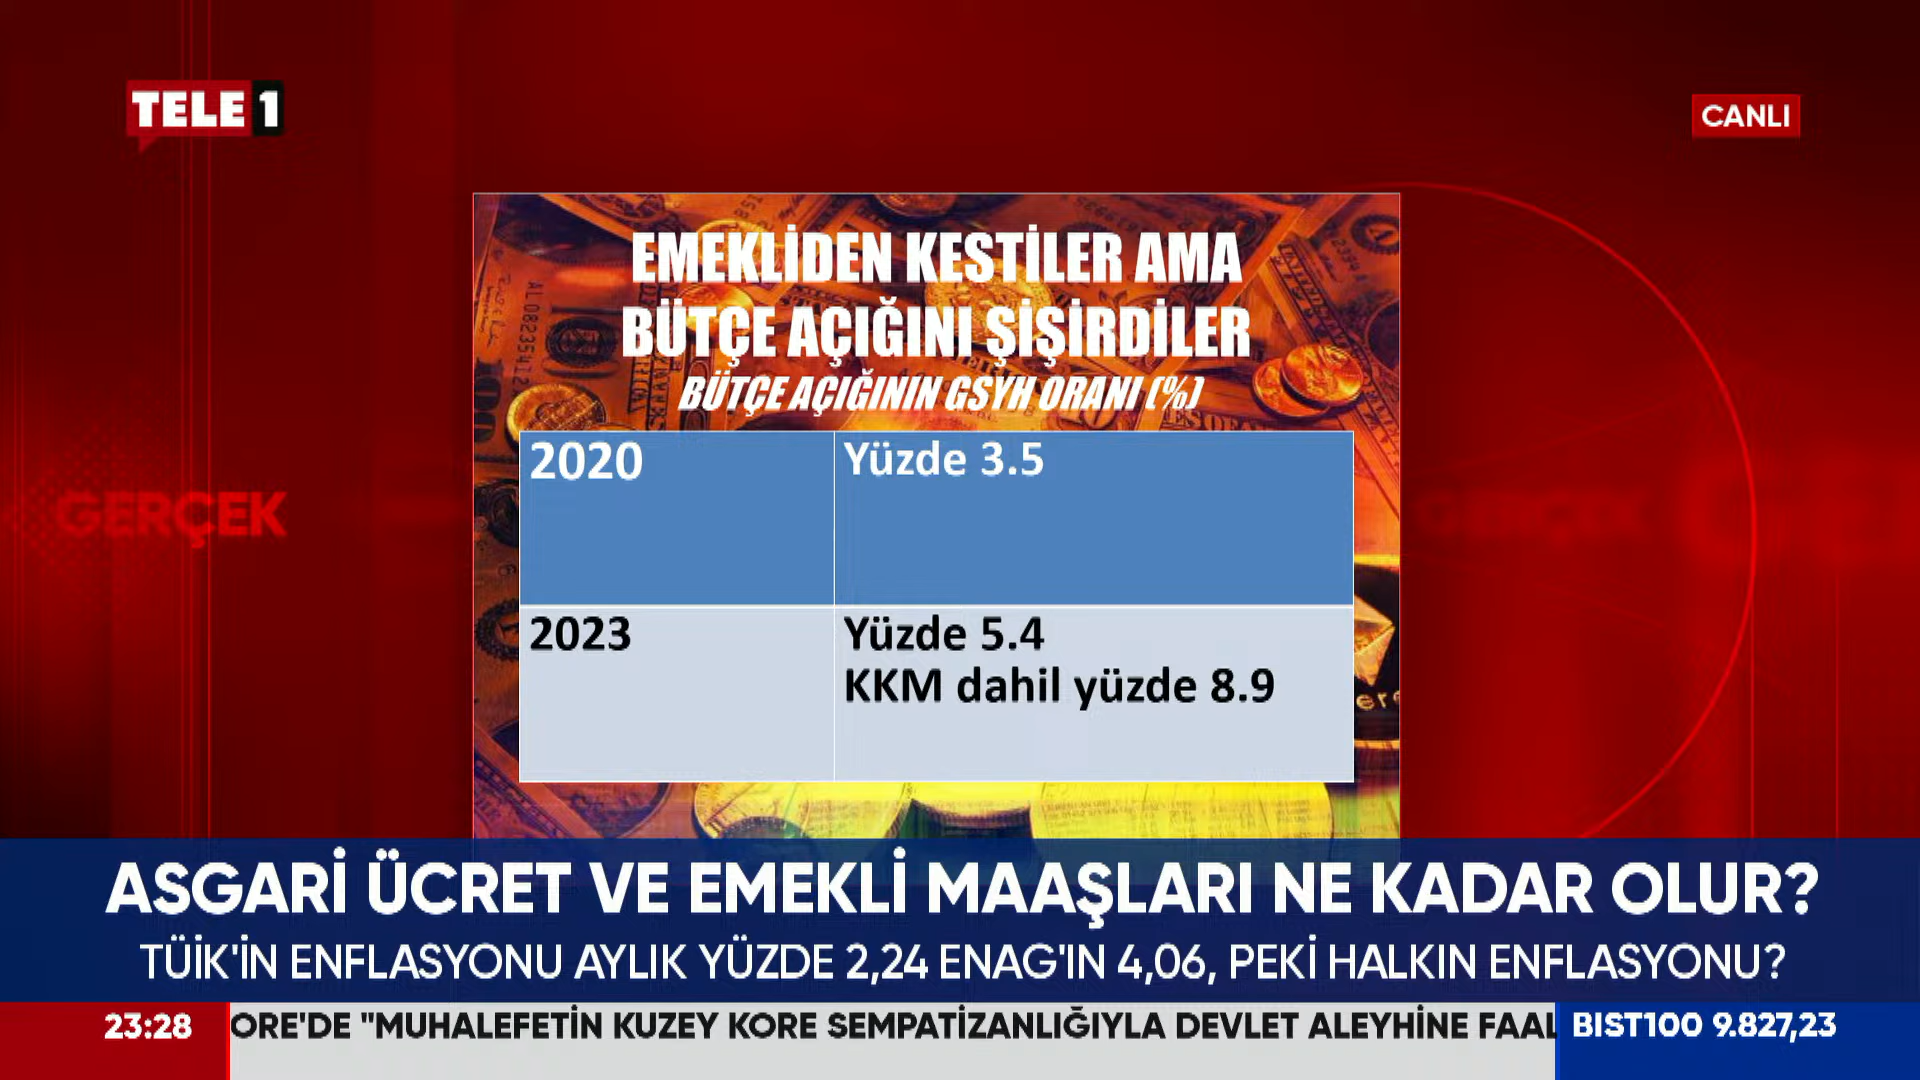 TELE1
CANLI
EMEKLİDEN KESTİLER AMA
BÜTÇE AÇIĞINI ŞİŞİRDİLER
BÜTÇE AÇIĞININ GSYH ORANI (%)
2020 Yüzde 3.5
2023 Yüzde 5.4
KKM dahil yüzde 8.9
GERÇEK
ASGARİ ÜCRET VE EMEKLİ MAAŞLARI NE KADAR OLUR?
TÜİK'İN ENFLASYONU AYLIK YÜZDE 2,24 ENAG'IN 4,06, PEKİ HALKIN ENFLASYONU?
23:28 ORE'DE "MUHALEFETİN KUZEY KORE SEMPATİZANLIĞIYLA DEVLET ALEYHİNE FAAL BIST100 9.827,23